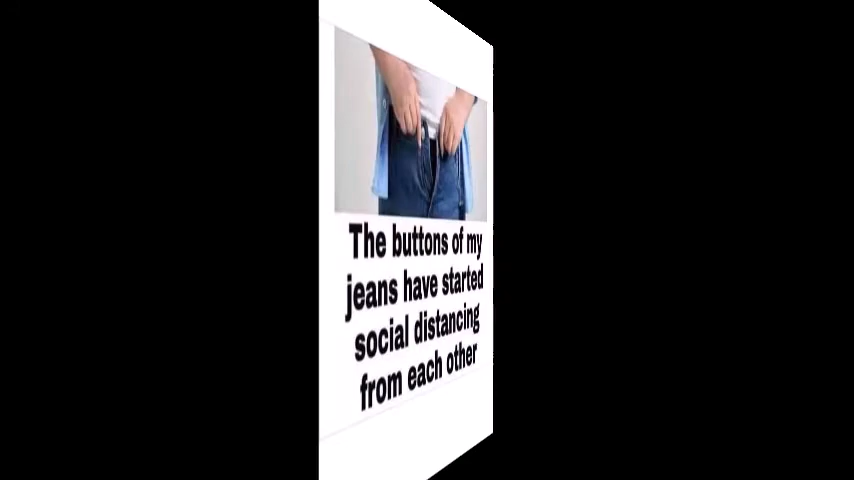 The buttons of my
jeans have started
social distancing
from each other